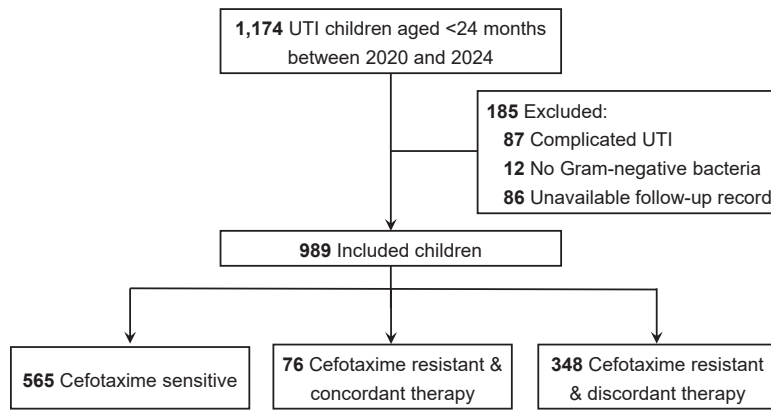 1,174 UTI children aged <24 months
between 2020 and 2024
185 Excluded:
87 Complicated UTI
12 No Gram-negative bacteria
86 Unavailable follow-up record
989 Included children
565 Cefotaxime sensitive
76 Cefotaxime resistant &
concordant therapy
348 Cefotaxime resistant
& discordant therapy